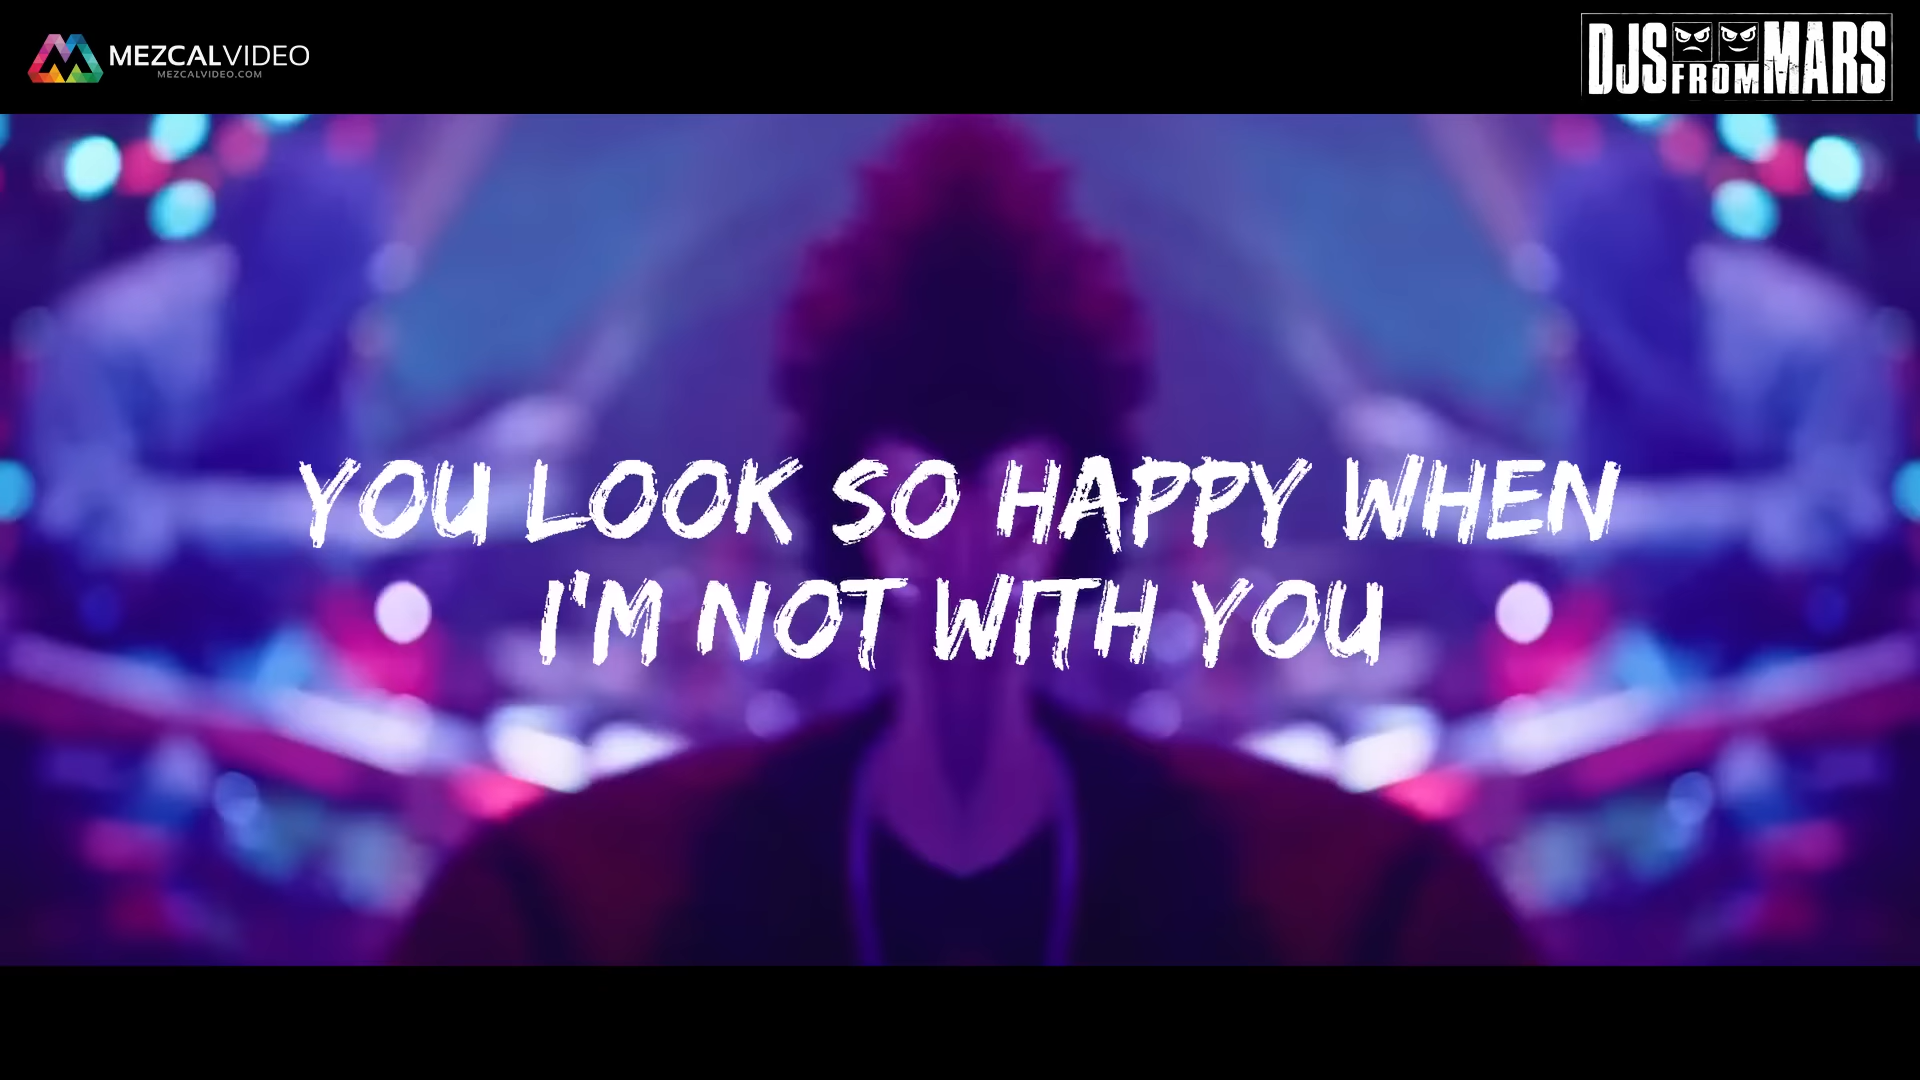 MEZCALVIDEO
MEZCALVIDEO.COM
DJS FROM MARS
YOU LOOK SO HAPPY WHEN
I'M NOT WITH YOU